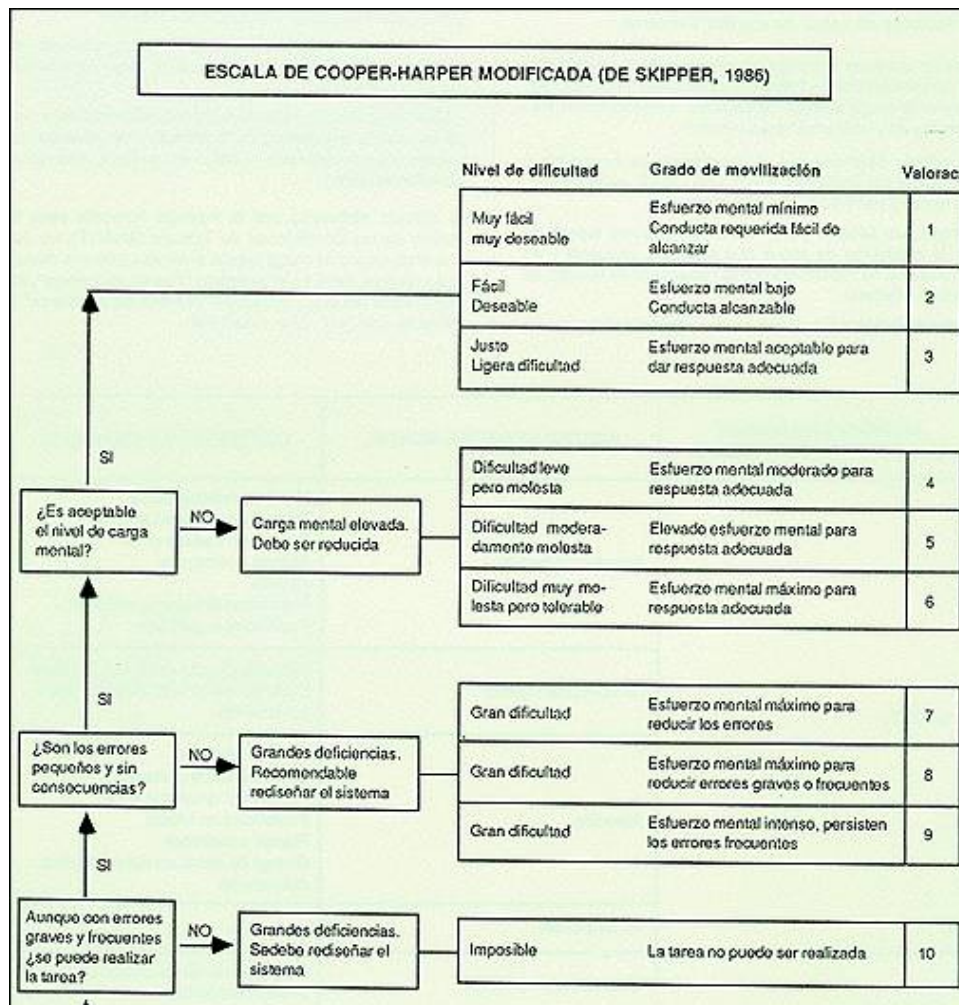 ESCALA DE COOPER-HARPER MODIFICADA (DE SKIPPER, 1986)
Nivel de dificultad Grado de movilización Valorac
Muy fácil
muy deseable
Esfuerzo mental mínimo
Conducta requerida fácil de
alcanzar
1
Fácil
Deseable
Esfuerzo mental bajo
Conducta alcanzable
2
Justo
Ligera dificultad
Esfuerzo mental aceptable para
dar respuesta adecuada
3
SI
¿Es aceptable
el nivel de carga
mental?
NO
Carga mental elevada.
Debe ser reducida
Dificultad leve
pero molesta
Esfuerzo mental moderado para
respuesta adecuada
4
Dificultad modera-
damente molesta
Elevado esfuerzo mental para
respuesta adecuada
5
Dificultad muy mo-
lesta pero tolerable
Esfuerzo mental máximo para
respuesta adecuada
6
SI
¿Son los errores
pequeños y sin
consecuencias?
NO
Grandes deficiencias.
Recomendable
rediseñar el sistema
Gran dificultad
Esfuerzo mental máximo para
reducir los errores
7
Gran dificultad
Esfuerzo mental máximo para
reducir errores graves o frecuentes
8
Gran dificultad
Esfuerzo mental intenso, persisten
los errores frecuentes
9
SI
Aunque con errores
graves y frecuentes
¿se puede realizar
la tarea?
NO
Grandes deficiencias.
Sedebe rediseñar el
sistema
Imposible
La tarea no puede ser realizada
10